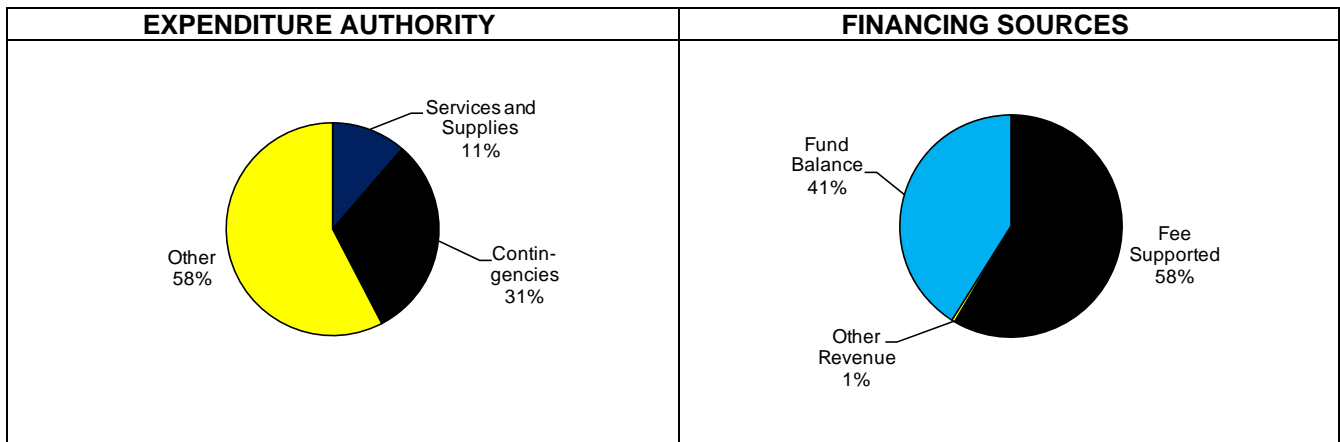 EXPENDITURE AUTHORITY
Services and
Supplies
11%
Contin-
gencies
31%
Other
58%
FINANCING SOURCES
Fund
Balance
41%
Fee
Supported
58%
Other
Revenue
1%